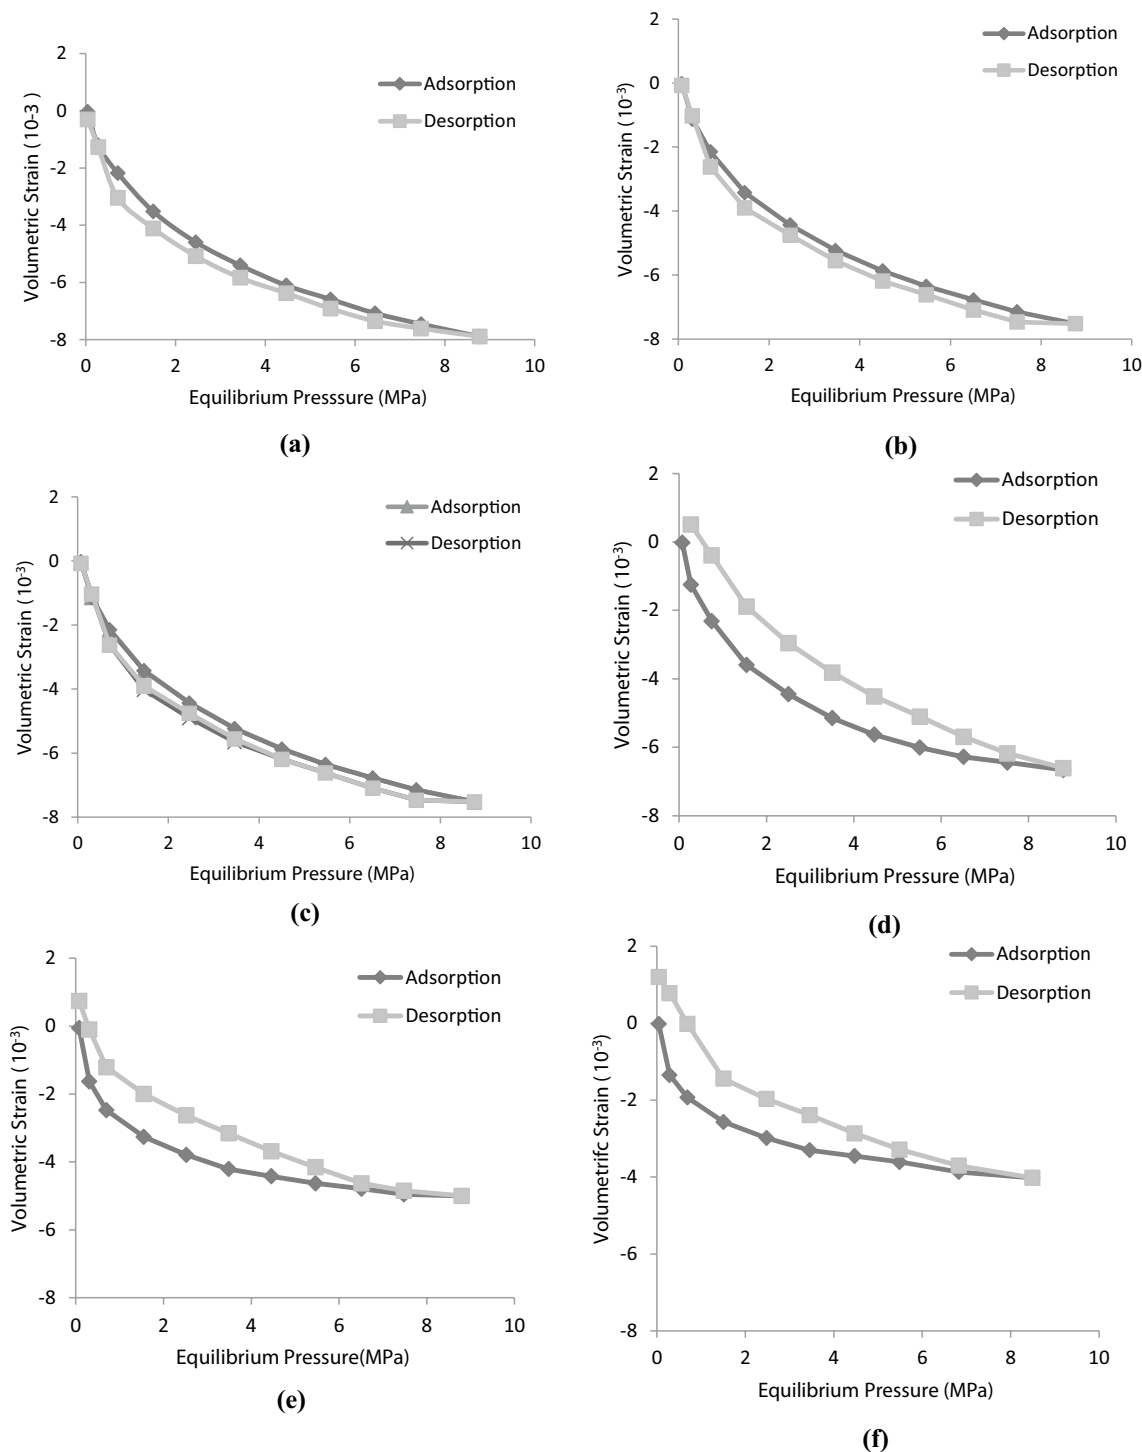 2
0
-2
-4
-6
-8
0 2 4 6 8 10
Volumetric Strain (10-3 )
Equilibrium Presssure (MPa)
Adsorption
Desorption
(a)
2
0
-2
-4
-6
-8
0 2 4 6 8 10
Volumetric Strain (10-3)
Equilibrium Pressure (MPa)
Adsorption
Desorption
(b)
2
0
-2
-4
-6
-8
0 2 4 6 8 10
Volumetric Strain (10-3)
Equilibrium Pressure (MPa)
Adsorption
Desorption
(c)
2
0
-2
-4
-6
-8
0 2 4 6 8 10
Volumetric Strain (10-3)
Equilibrium Pressure (MPa)
Adsorption
Desorption
(d)
2
0
-2
-4
-6
-8
0 2 4 6 8 10
Volumetric Strain (10-3)
Equilibrium Pressure(MPa)
Adsorption
Desorption
(e)
2
0
-2
-4
-6
-8
0 2 4 6 8 10
Volumetrifc Strain (10-3)
Equilibrium Pressure (MPa)
Adsorption
Desorption
(f)